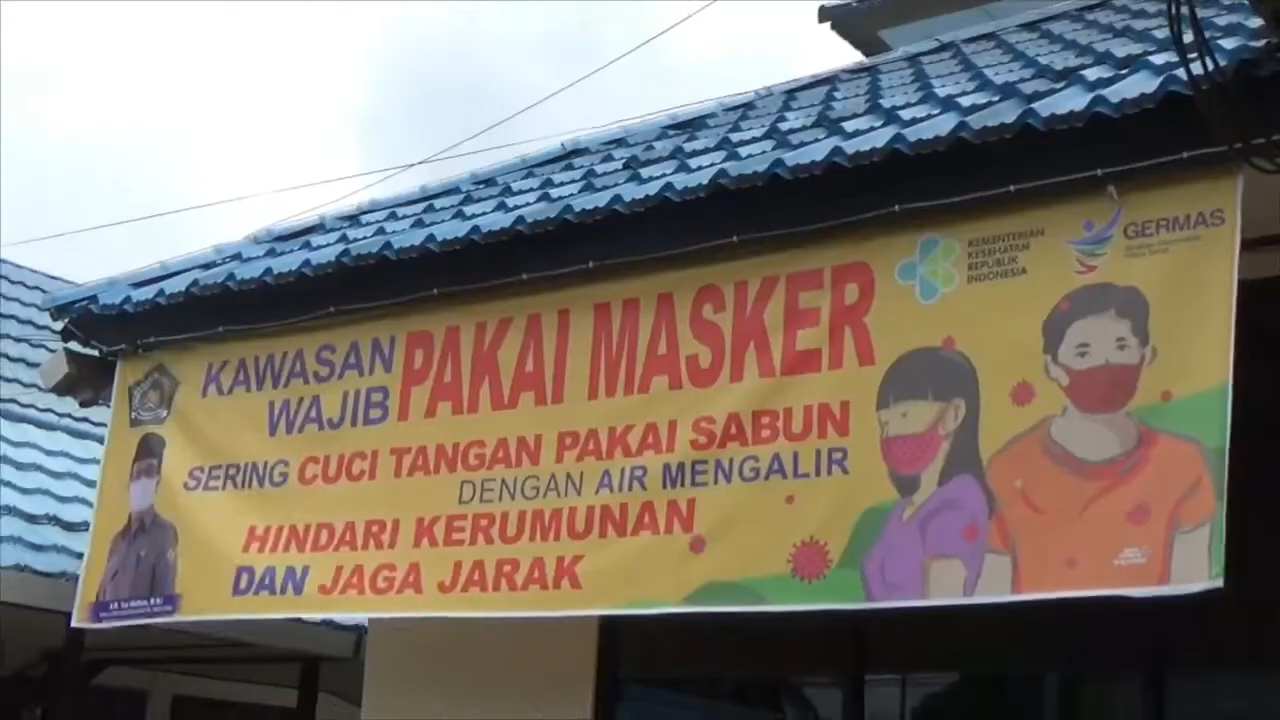 KAWASAN
WAJIB
PAKAI MASKER
SERING CUCI TANGAN PAKAI SABUN
DENGAN AIR MENGALIR
HINDARI KERUMUNAN
DAN JAGA JARAK
KEMENTERIAN
KESEHATAN
REPUBLIK
INDONESIA
GERMAS